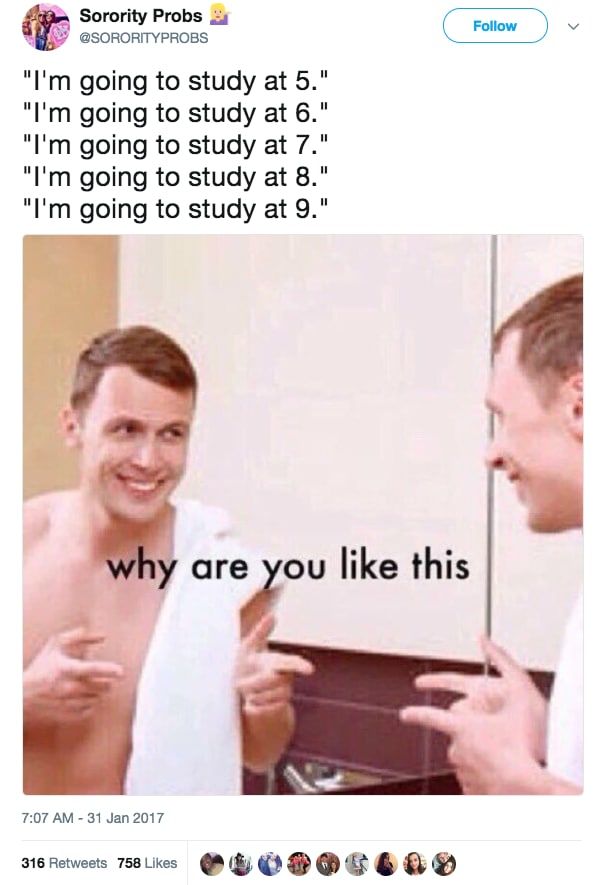 Sorority Probs
@SORORITYPROBS
Follow
"I'm going to study at 5."
"I'm going to study at 6."
"I'm going to study at 7."
"I'm going to study at 8."
"I'm going to study at 9."
why are you like this
7:07 AM - 31 Jan 2017
316 Retweets 758 Likes